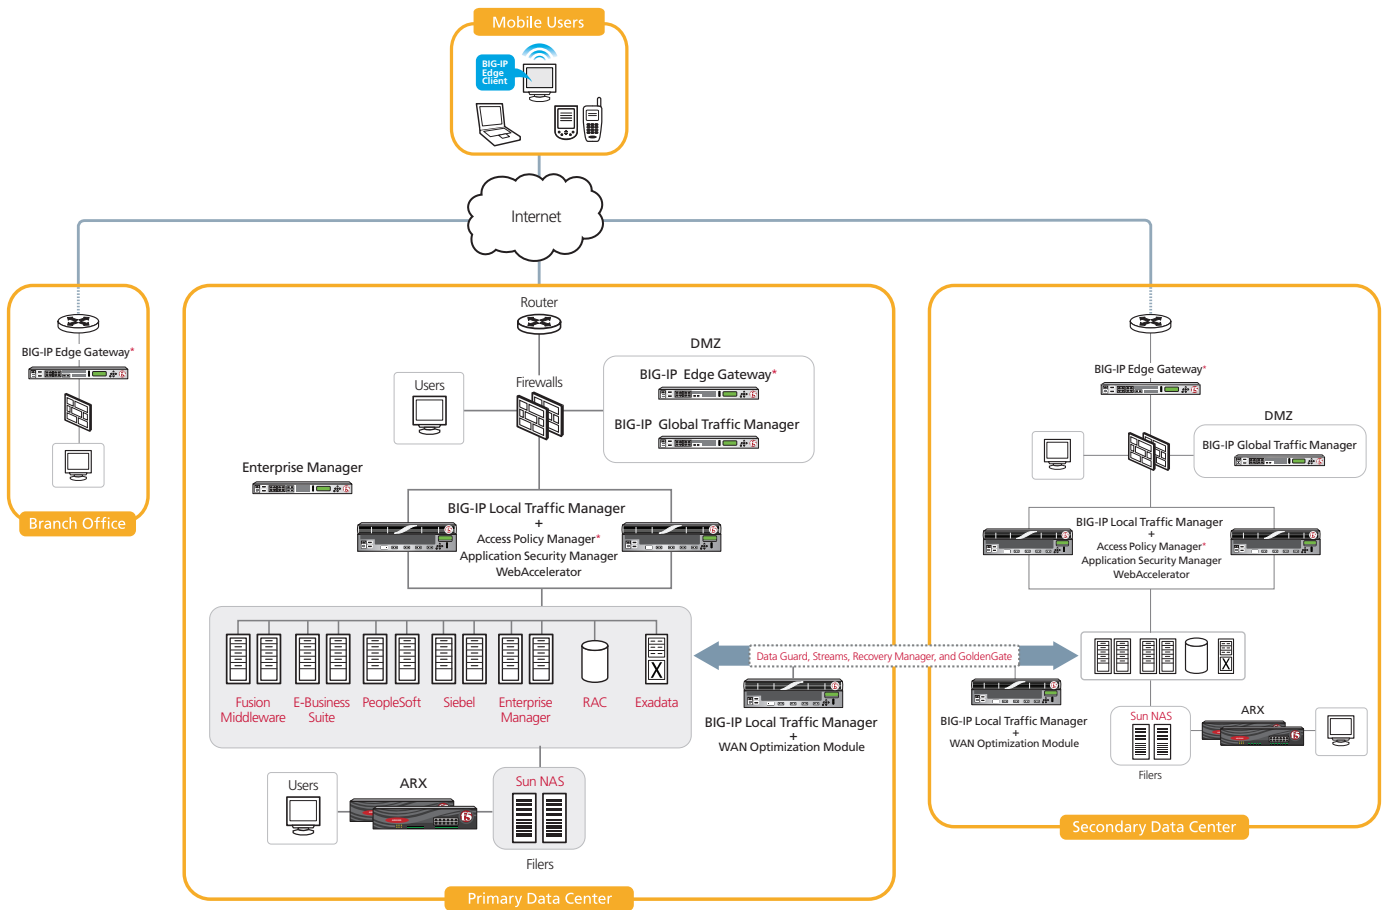 Mobile Users
BIG-IP
Edge
Client
Internet
BIG-IP Edge Gateway*
Branch Office
Router
Firewalls
Users
DMZ
BIG-IP Edge Gateway*
BIG-IP Global Traffic Manager
Enterprise Manager
BIG-IP Local Traffic Manager
+
Access Policy Manager*
Application Security Manager
WebAccelerator
Fusion
Middleware
E-Business
Suite
PeopleSoft
Siebel
Enterprise
Manager
RAC
Exadata
X
Data Guard, Streams, Recovery Manager, and GoldenGate
BIG-IP Local Traffic Manager
+
WAN Optimization Module
Users
ARX
f5
Sun NAS
Filers
Primary Data Center
BIG-IP Edge Gateway*
DMZ
BIG-IP Global Traffic Manager
BIG-IP Local Traffic Manager
+
Access Policy Manager*
Application Security Manager
WebAccelerator
X
BIG-IP Local Traffic Manager
+
WAN Optimization Module
Sun NAS
Filers
ARX
f5
Secondary Data Center